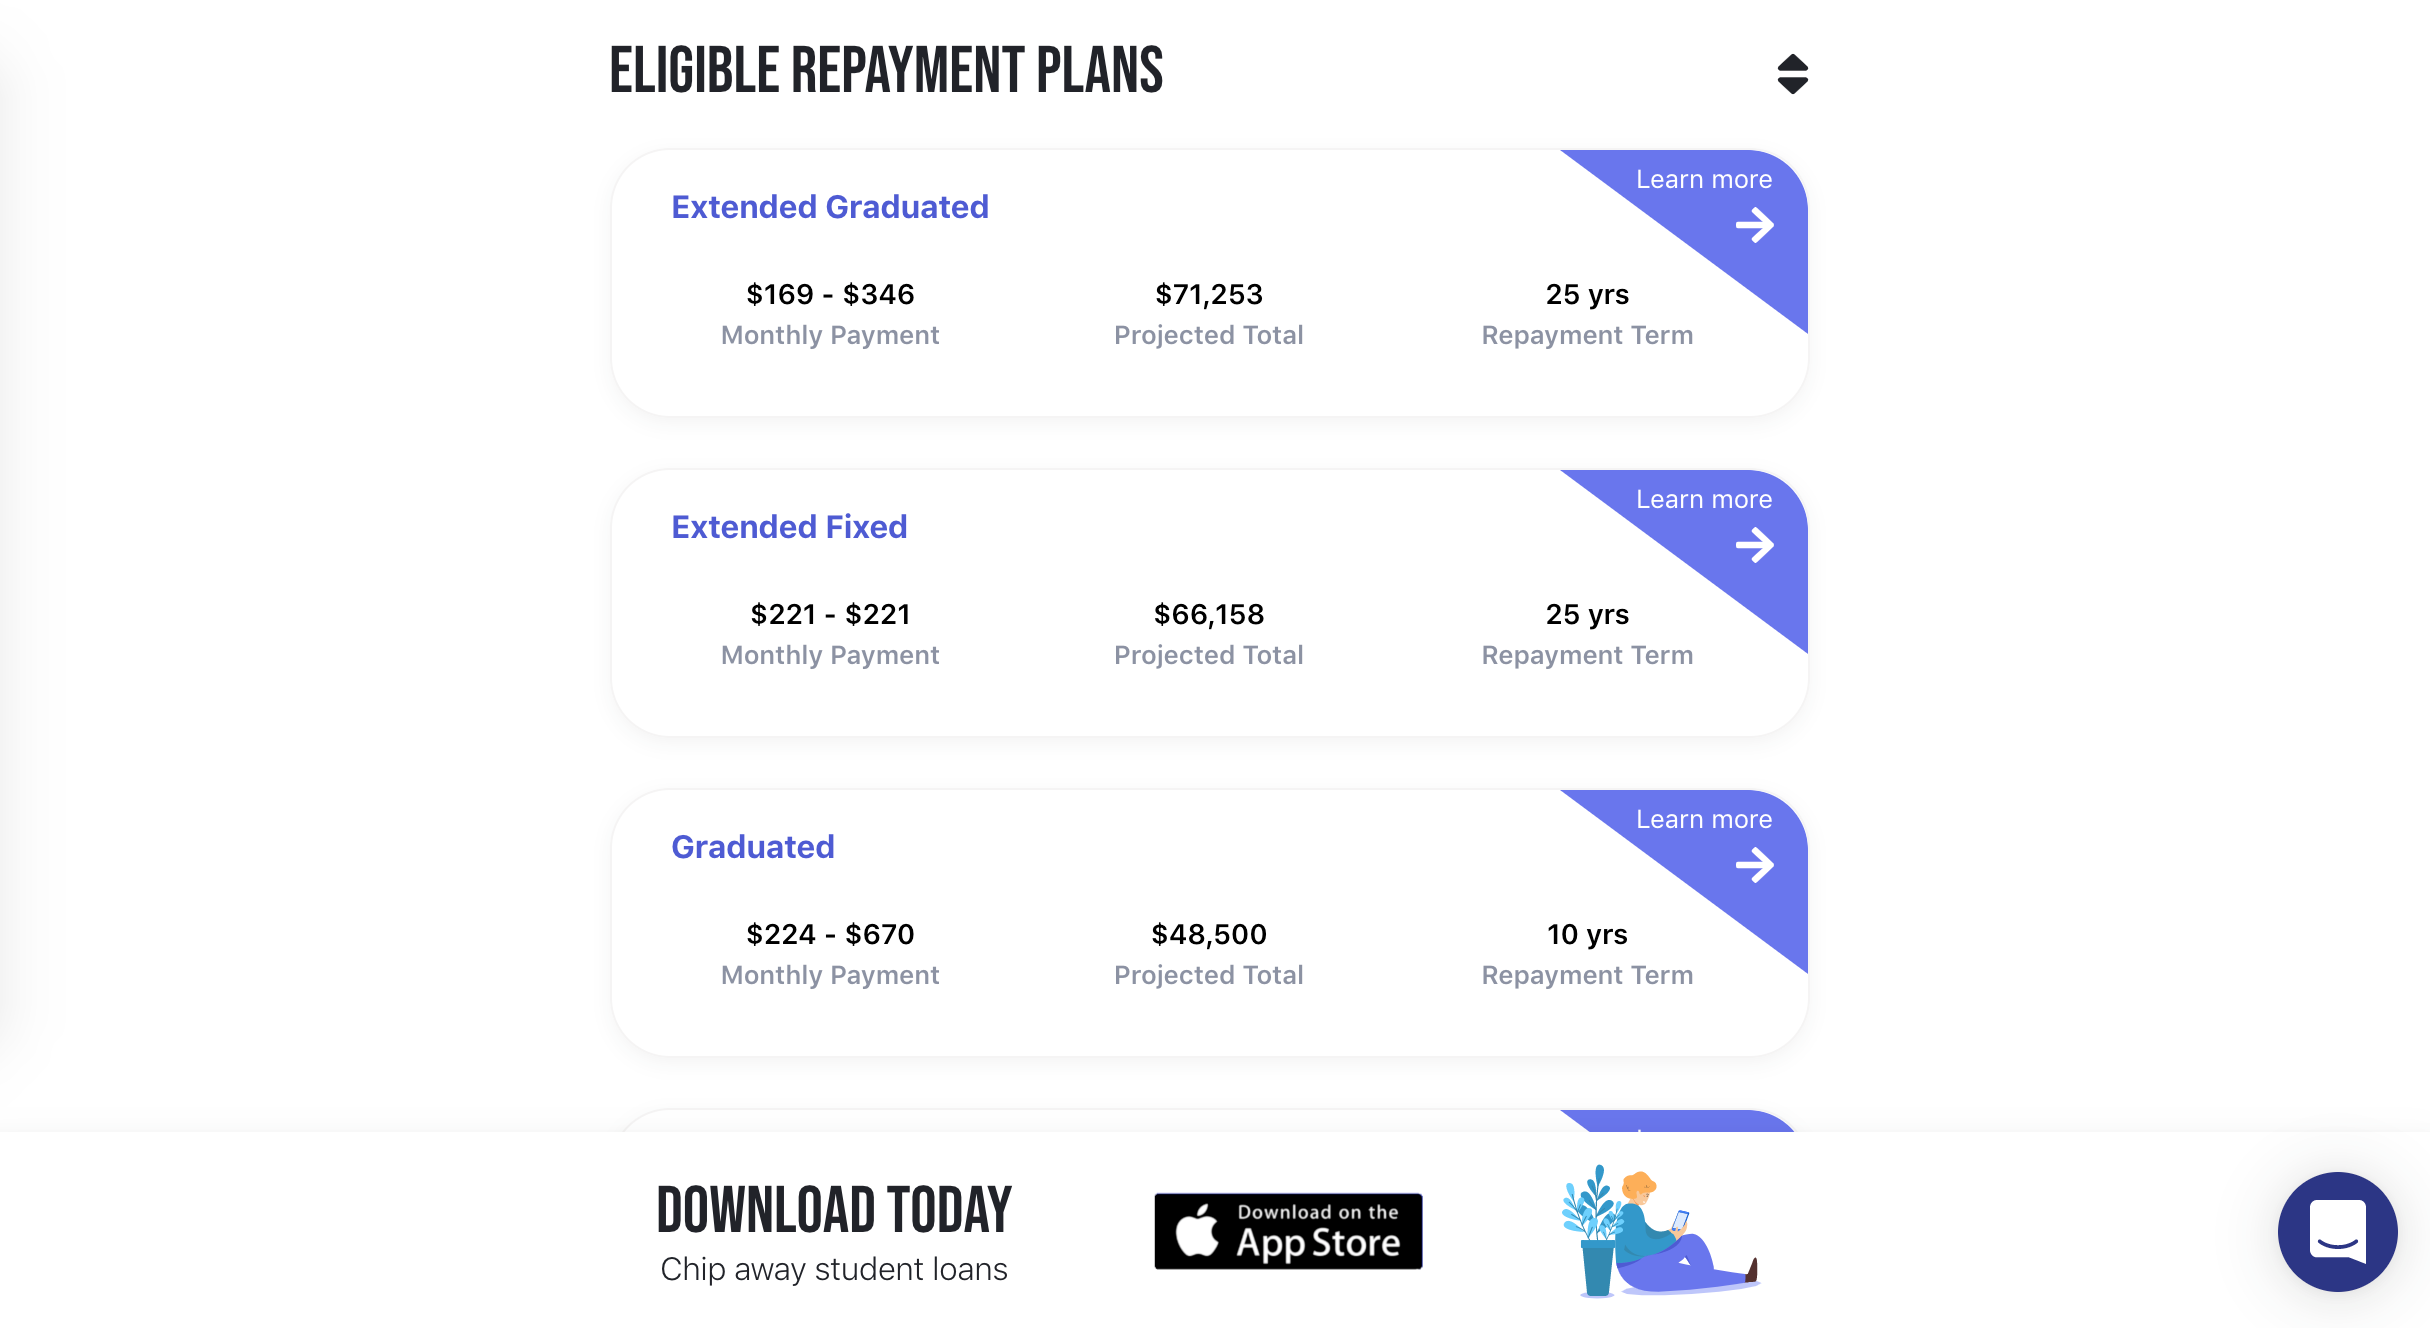 ELIGIBLE REPAYMENT PLANS
Learn more
Extended Graduated
$169 - $346
Monthly Payment
$71,253
Projected Total
25 yrs
Repayment Term
Learn more
Extended Fixed
$221 - $221
Monthly Payment
$66,158
Projected Total
25 yrs
Repayment Term
Learn more
Graduated
$224 - $670
Monthly Payment
$48,500
Projected Total
10 yrs
Repayment Term
DOWNLOAD TODAY
Chip away student loans
Download on the
App Store